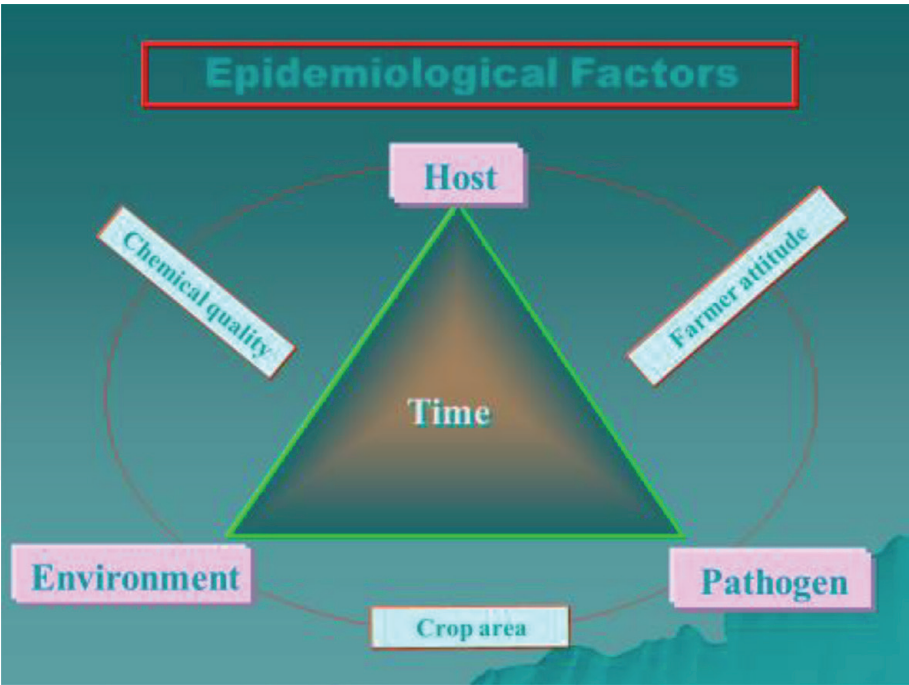 Epidemiological Factors
Host
Chemical quality
Farmer attitude
Time
Environment
Pathogen
Crop area